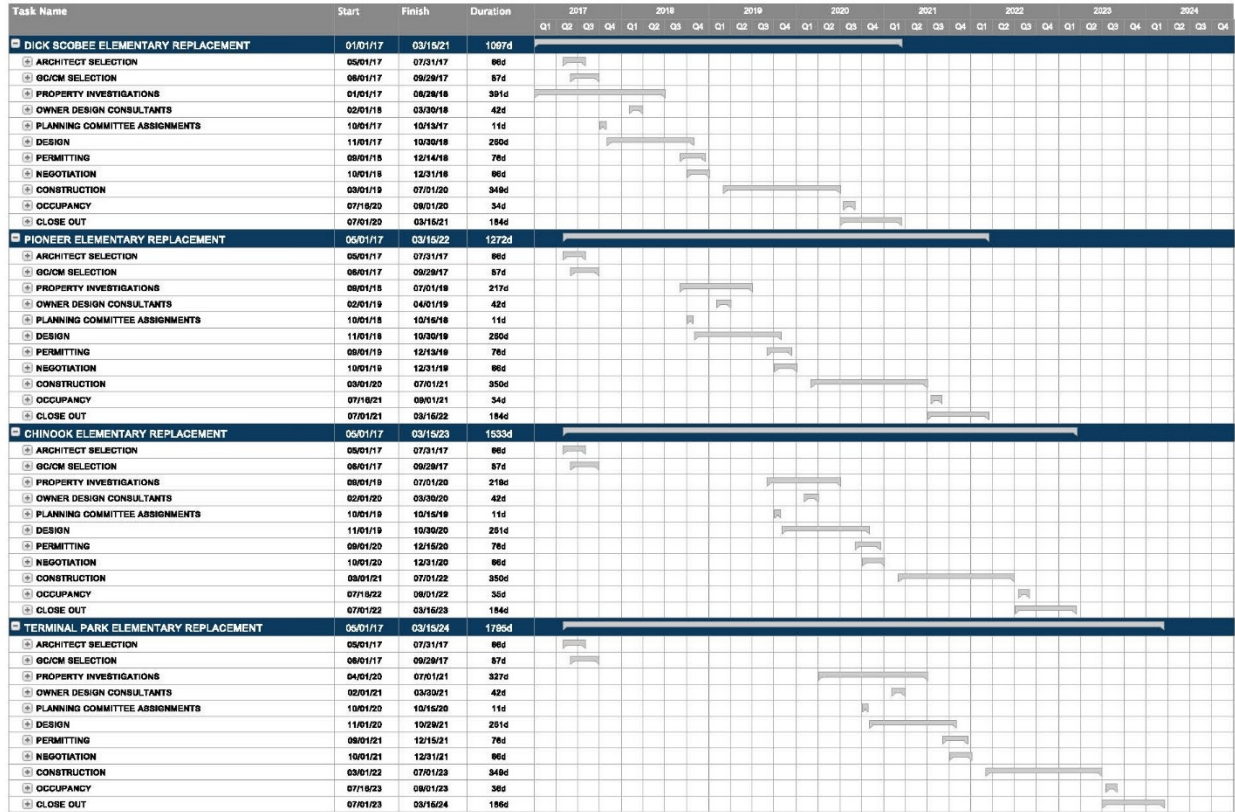 Task Name Start Finish Duration 2017 2018 2019 2020 2021 2022 2023 2024
Q1 Q2 Q3 Q4 Q1 Q2 Q3 Q4 Q1 Q2 Q3 Q4 Q1 Q2 Q3 Q4 Q1 Q2 Q3 Q4 Q1 Q2 Q3 Q4 Q1 Q2 Q3 Q4 Q1 Q2 Q3 Q4
DICK SCOBEE ELEMENTARY REPLACEMENT 01/01/17 03/15/21 1097d
ARCHITECT SELECTION 05/01/17 07/31/17 66d
GC/CM SELECTION 06/01/17 09/29/17 87d
PROPERTY INVESTIGATIONS 01/01/17 06/29/18 391d
OWNER DESIGN CONSULTANTS 02/01/18 03/30/18 42d
PLANNING COMMITTEE ASSIGNMENTS 10/01/17 10/13/17 11d
DESIGN 11/01/17 10/30/18 260d
PERMITTING 09/01/18 12/14/18 76d
NEGOTIATION 10/01/18 12/31/18 66d
CONSTRUCTION 03/01/19 07/01/20 349d
OCCUPANCY 07/16/20 09/01/20 34d
CLOSE OUT 07/01/20 03/15/21 184d
PIONEER ELEMENTARY REPLACEMENT 05/01/17 03/15/22 1272d
ARCHITECT SELECTION 05/01/17 07/31/17 66d
GC/CM SELECTION 06/01/17 09/29/17 87d
PROPERTY INVESTIGATIONS 09/01/18 07/01/19 217d
OWNER DESIGN CONSULTANTS 02/01/19 04/01/19 42d
PLANNING COMMITTEE ASSIGNMENTS 10/01/18 10/15/18 11d
DESIGN 11/01/18 10/30/19 260d
PERMITTING 09/01/19 12/13/19 76d
NEGOTIATION 10/01/19 12/31/19 66d
CONSTRUCTION 03/01/20 07/01/21 350d
OCCUPANCY 07/16/21 09/01/21 34d
CLOSE OUT 07/01/21 03/15/22 184d
CHINOOK ELEMENTARY REPLACEMENT 05/01/17 03/15/23 1533d
ARCHITECT SELECTION 05/01/17 07/31/17 66d
GC/CM SELECTION 06/01/17 09/29/17 87d
PROPERTY INVESTIGATIONS 09/01/19 07/01/20 218d
OWNER DESIGN CONSULTANTS 02/01/20 03/30/20 42d
PLANNING COMMITTEE ASSIGNMENTS 10/01/19 10/15/19 11d
DESIGN 11/01/19 10/30/20 261d
PERMITTING 09/01/20 12/15/20 76d
NEGOTIATION 10/01/20 12/31/20 66d
CONSTRUCTION 03/01/21 07/01/22 350d
OCCUPANCY 07/16/22 09/01/22 35d
CLOSE OUT 07/01/22 03/15/23 184d
TERMINAL PARK ELEMENTARY REPLACEMENT 05/01/17 03/15/24 1795d
ARCHITECT SELECTION 05/01/17 07/31/17 66d
GC/CM SELECTION 06/01/17 09/29/17 87d
PROPERTY INVESTIGATIONS 04/01/20 07/01/21 327d
OWNER DESIGN CONSULTANTS 02/01/21 03/30/21 42d
PLANNING COMMITTEE ASSIGNMENTS 10/01/20 10/15/20 11d
DESIGN 11/01/20 10/29/21 261d
PERMITTING 09/01/21 12/15/21 76d
NEGOTIATION 10/01/21 12/31/21 66d
CONSTRUCTION 03/01/22 07/01/23 349d
OCCUPANCY 07/16/23 09/01/23 36d
CLOSE OUT 07/01/23 03/15/24 186d